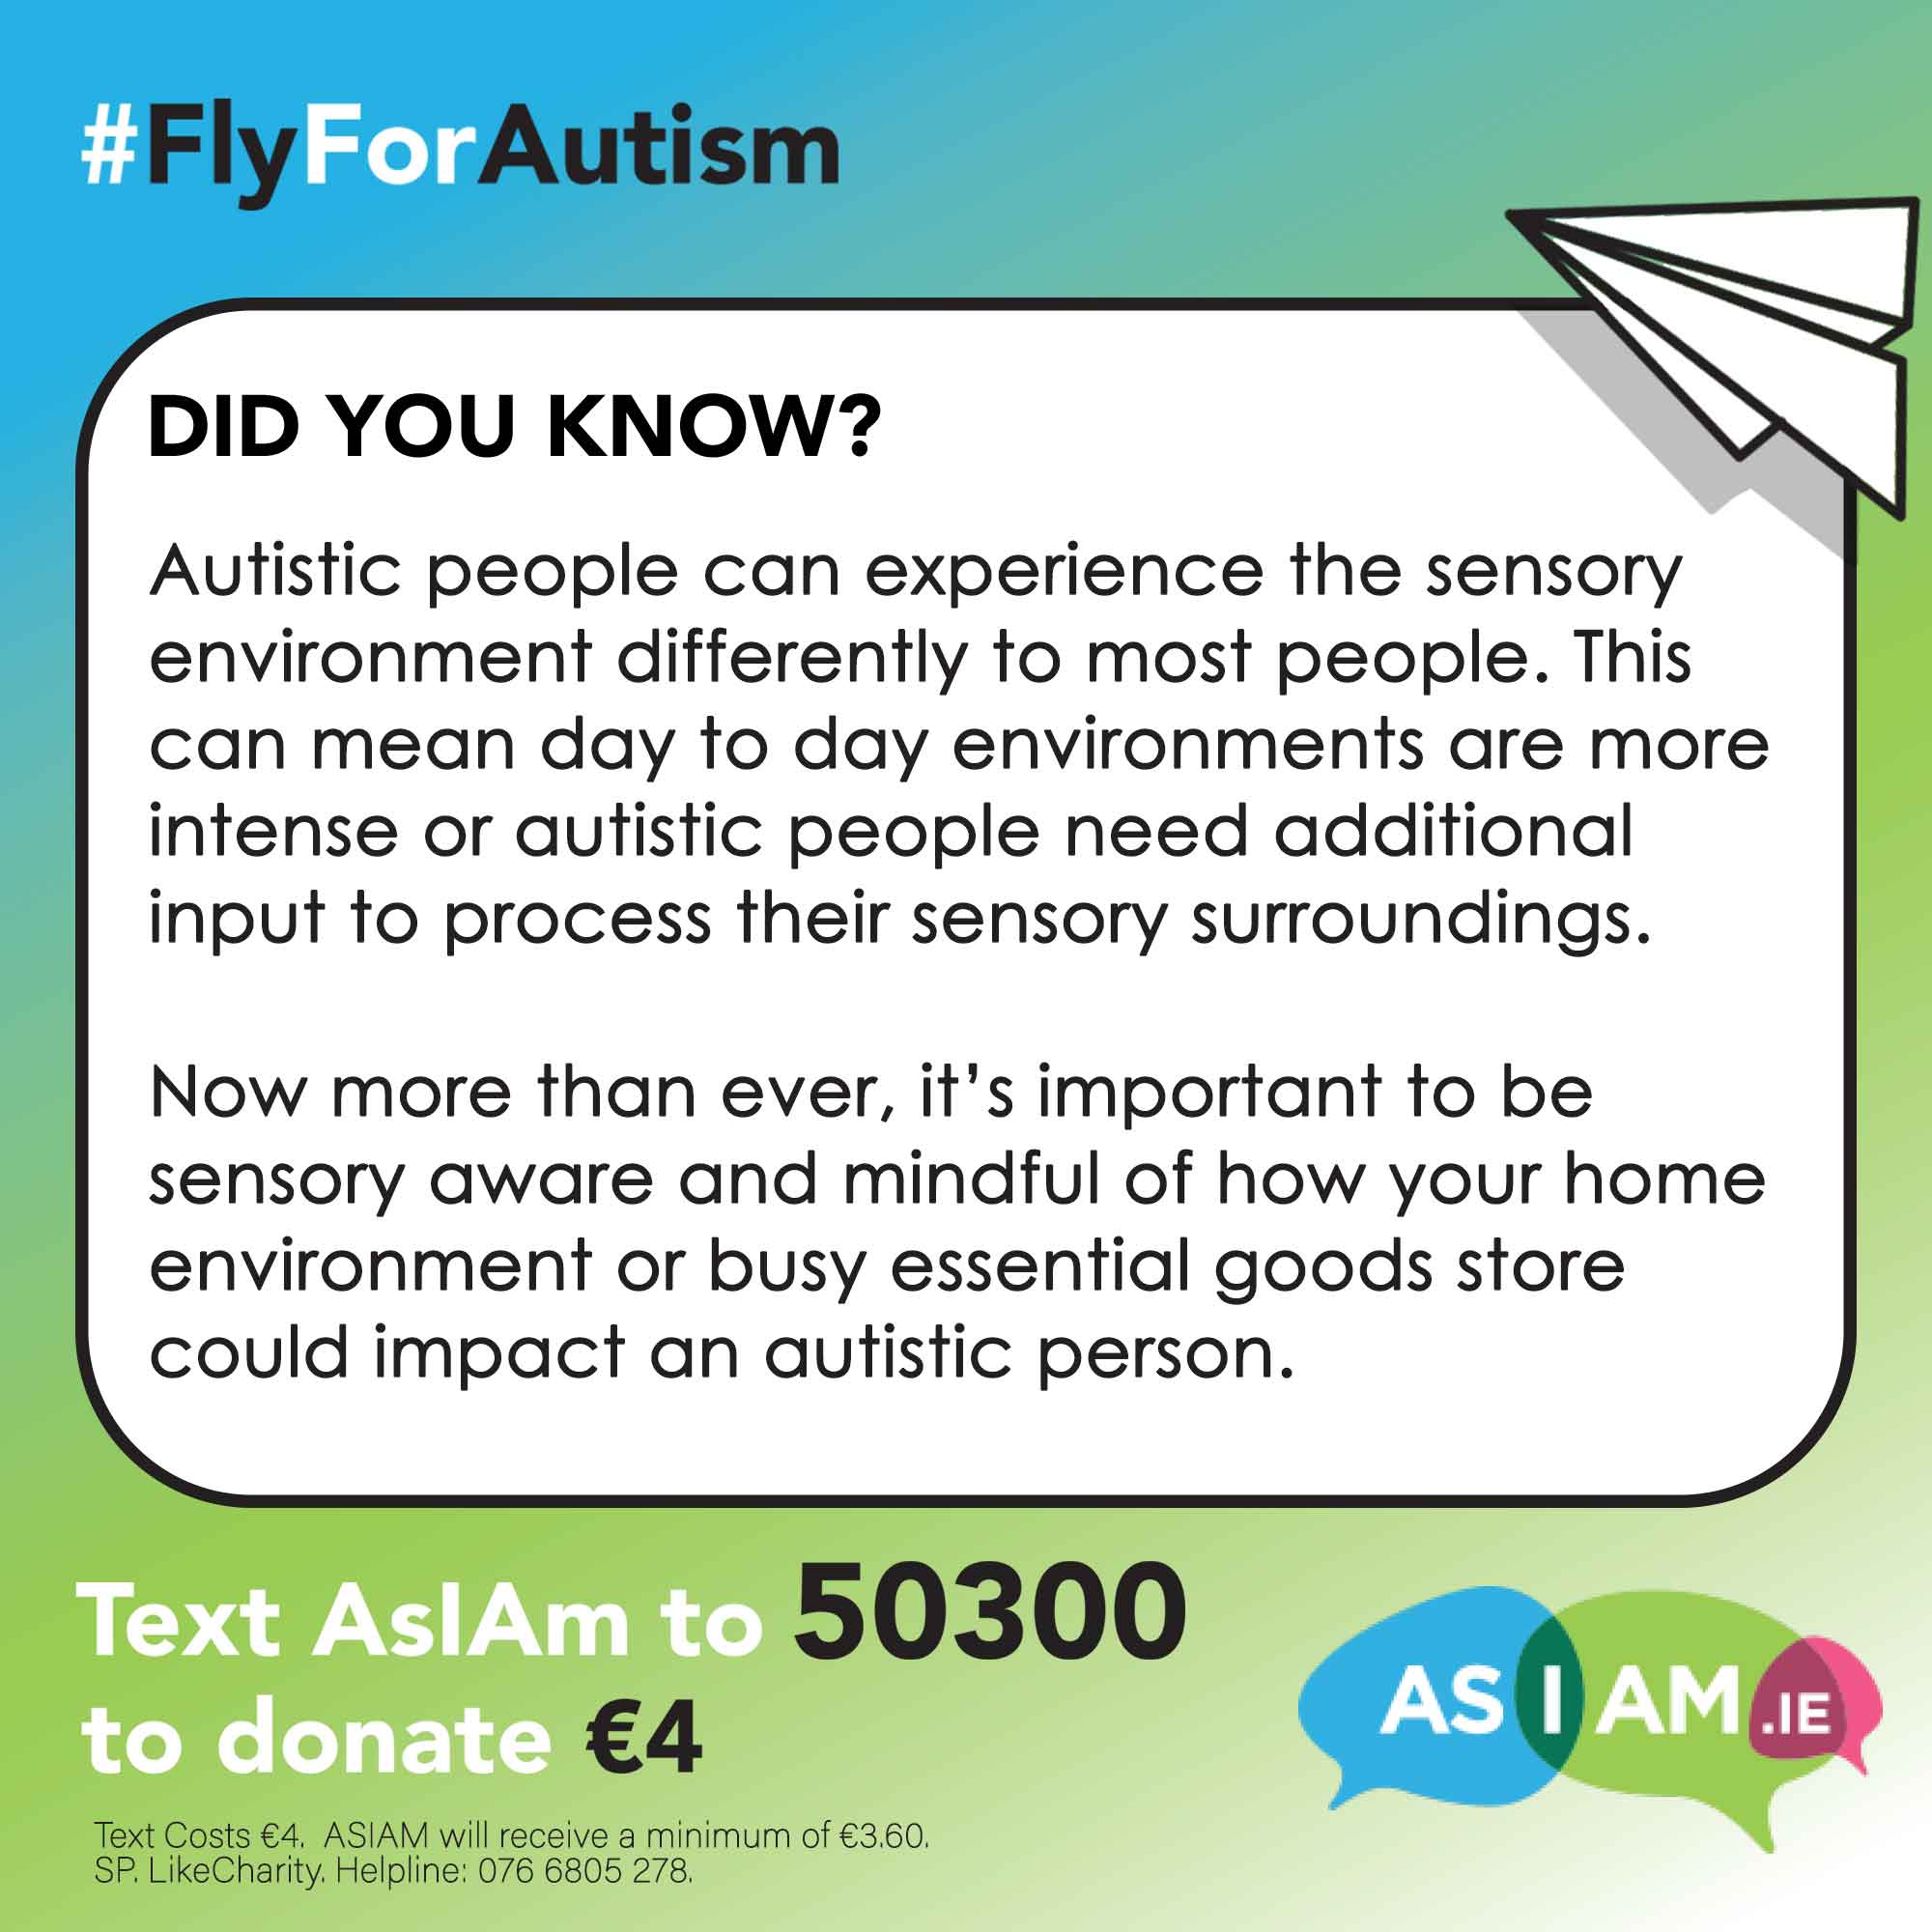 #FlyForAutism
DID YOU KNOW?
Autistic people can experience the sensory
environment differently to most people. This
can mean day to day environments are more
intense or autistic people need additional
input to process their sensory surroundings.
Now more than ever, it's important to be
sensory aware and mindful of how your home
environment or busy essential goods store
could impact an autistic person.
Text AsIAm to 50300
to donate €4
AS I AM .IE
Text Costs €4. ASIAM will receive a minimum of €3.60.
SP. LikeCharity. Helpline: 076 6805 278.